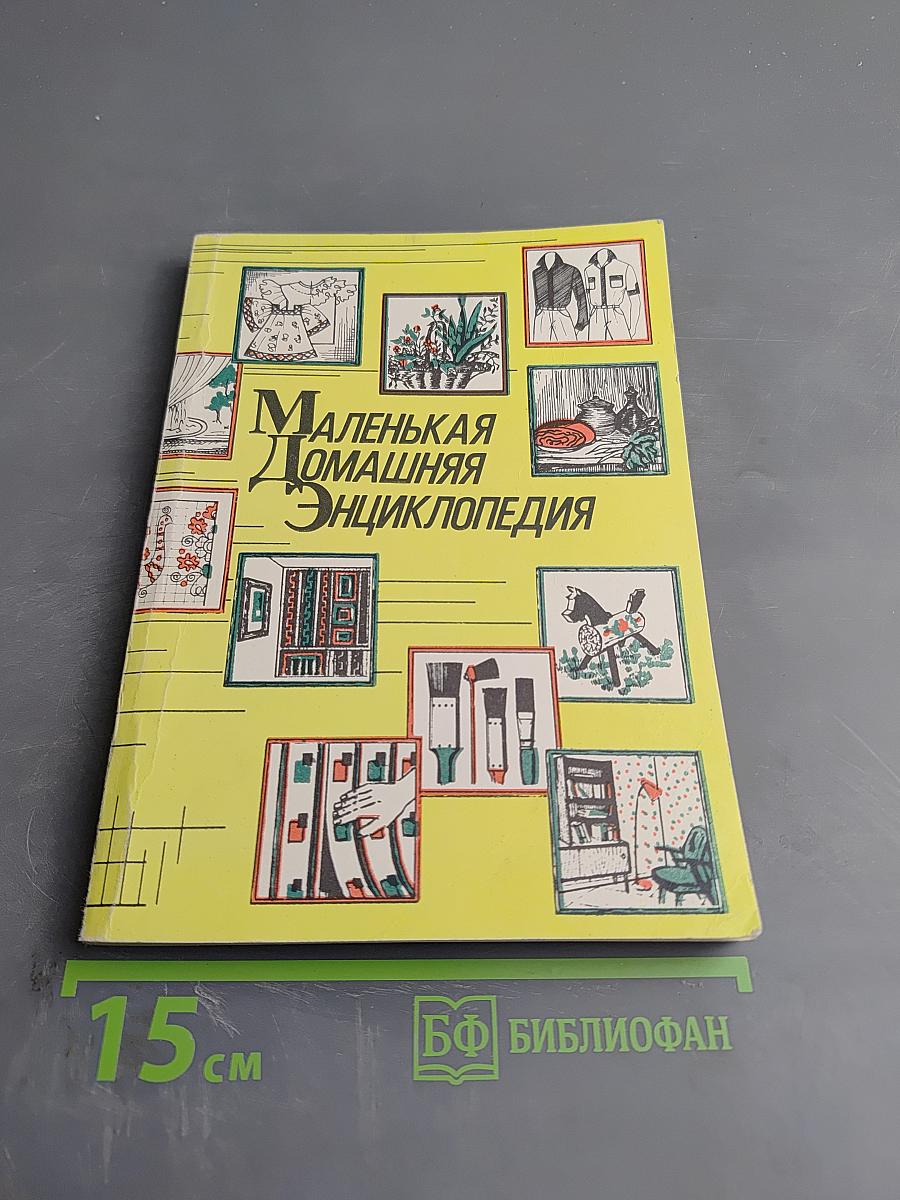 Маленькая
Домашняя
Энциклопедия
15 см
БФ БИБЛИОФАН